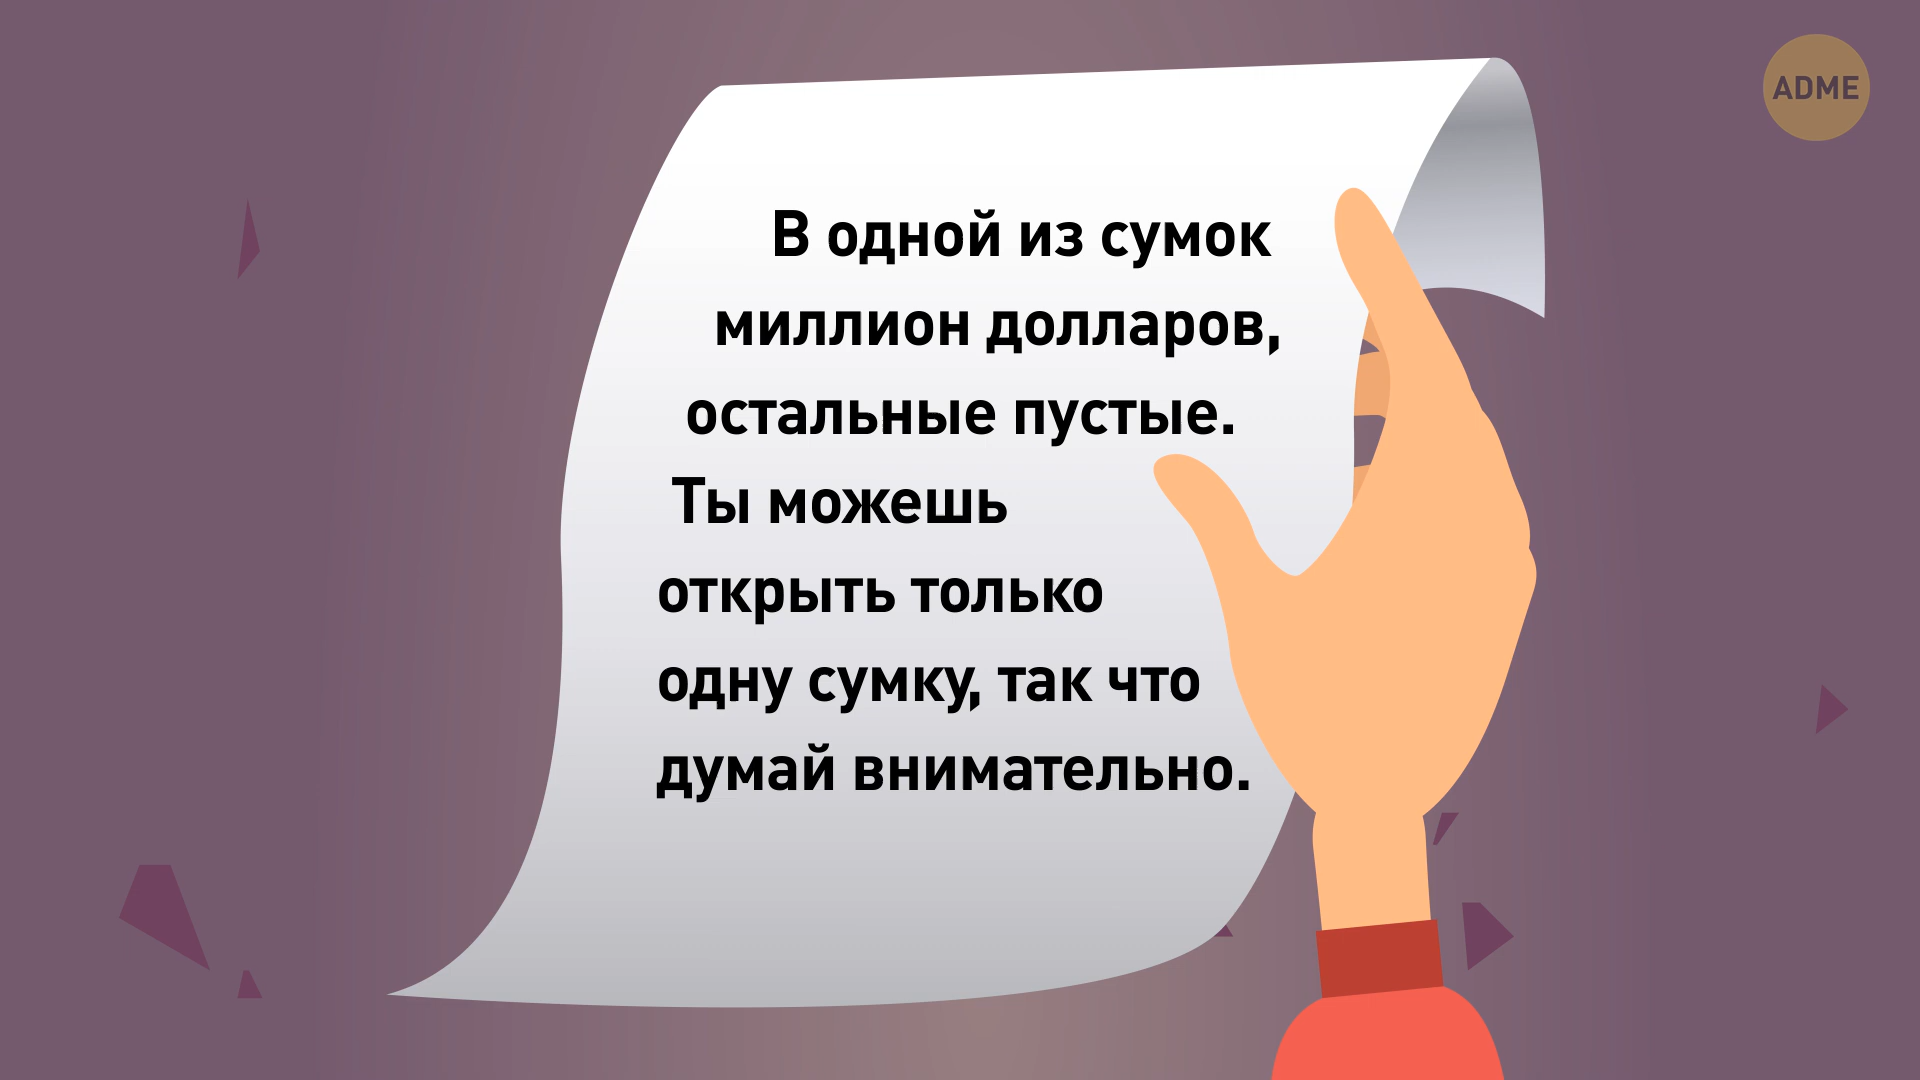 ADME
В одной из сумок
миллион долларов,
остальные пустые.
Ты можешь
открыть только
одну сумку, так что
думай внимательно.